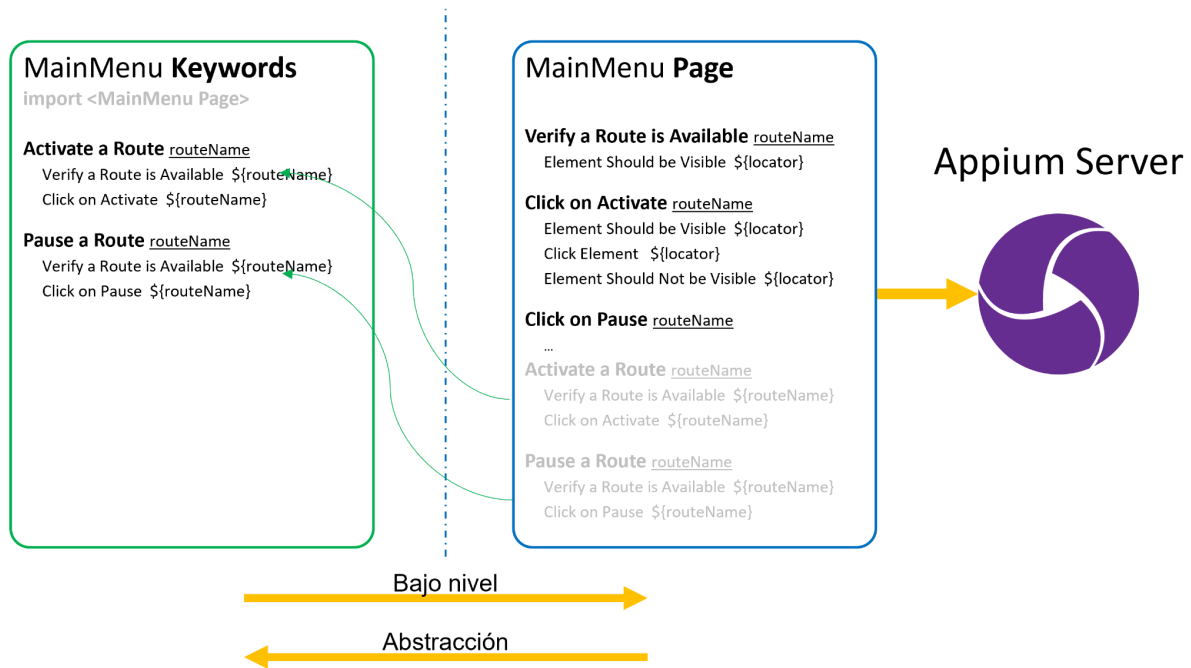 MainMenu Keywords
import <MainMenu Page>
Activate a Route routeName
Verify a Route is Available ${routeName}
Click on Activate ${routeName}
Pause a Route routeName
Verify a Route is Available ${routeName}
Click on Pause ${routeName}
MainMenu Page
Verify a Route is Available routeName
Element Should be Visible ${locator}
Click on Activate routeName
Element Should be Visible ${locator}
Click Element ${locator}
Element Should Not be Visible ${locator}
Click on Pause routeName
...
Activate a Route routeName
Verify a Route is Available ${routeName}
Click on Activate ${routeName}
Pause a Route routeName
Verify a Route is Available ${routeName}
Click on Pause ${routeName}
Appium Server
Bajo nivel
Abstracción